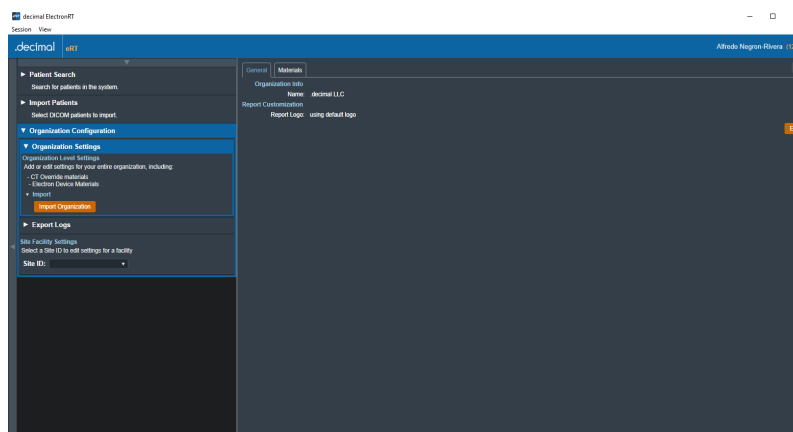 .decimal ElectronRT
Session View
.decimal eRT
Alfredo Negron-Rivera (12
▶ Patient Search
Search for patients in the system.
▶ Import Patients
Select DICOM patients to import.
▼ Organization Configuration
▼ Organization Settings
Organization Level Settings
Add or edit settings for your entire organization, including:
- CT Override materials
- Electron Device Materials
▾ Import
Import Organization
▶ Export Logs
Site Facility Settings
Select a Site ID to edit settings for a facility
Site ID:
General Materials
Organization Info
Name: .decimal LLC
Report Customization
Report Logo: using default logo
E